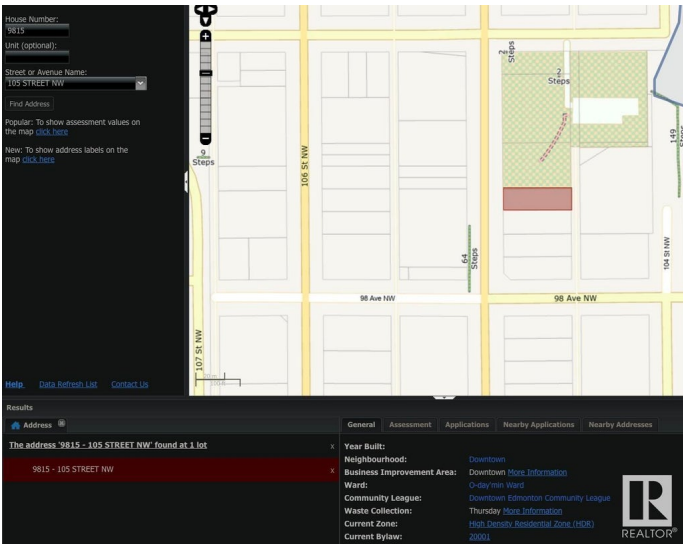 House Number:
9815
Unit (optional):
Street or Avenue Name:
105 STREET NW
Find Address
Popular: To show assessment values on
the map click here
New: To show address labels on the
map click here
Help
Data Refresh List
Contact Us
9
Steps
106 St NW
107 St NW
2
Steps
2
Steps
149
Steps
64
Steps
104 St NW
98 Ave NW
98 Ave NW
Results
Address
The address '9815 - 105 STREET NW' found at 1 lot
x
9815 - 105 STREET NW
x
General
Assessment
Applications
Nearby Applications
Nearby Addresses
Year Built:
Neighbourhood: Downtown
Business Improvement Area: Downtown More Information
Ward: O-day'min Ward
Community League: Downtown Edmonton Community League
Waste Collection: Thursday More Information
Current Zone: High Density Residential Zone (HDR)
Current Bylaw: 20001
R
REALTOR®